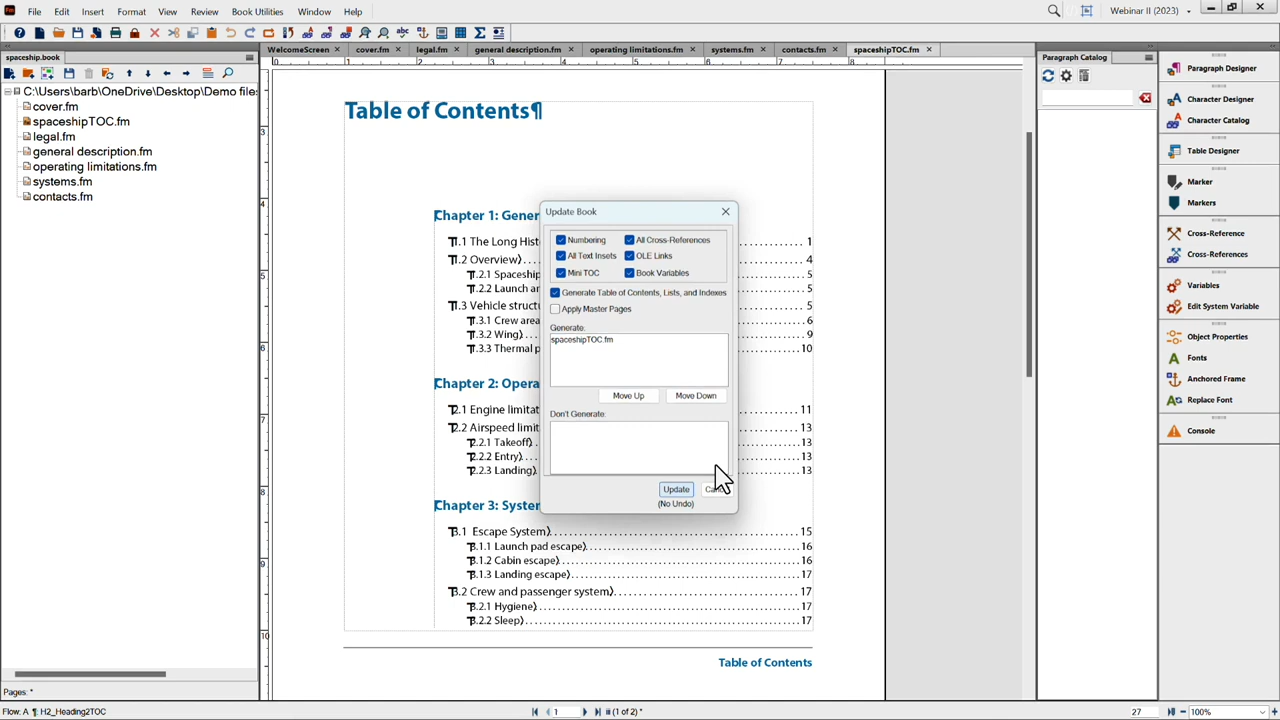 File Edit Insert Format View Review Book Utilities Window Help
Webinar II (2023)
spaceship.book
WelcomeScreen cover.fm legal.fm general description.fm operating limitations.fm systems.fm contacts.fm spaceshipTOC.fm
C:\Users\barb\OneDrive\Desktop\Demo file
cover.fm
spaceshipTOC.fm
legal.fm
general description.fm
operating limitations.fm
systems.fm
contacts.fm
Pages: *
Table of Contents¶
Chapter 1: Gener
1.1 The Long Hist 1
1.2 Overview 4
1.2.1 Spaceship 5
1.2.2 Launch ar 5
1.3 Vehicle structu 5
1.3.1 Crew area 6
1.3.2 Wing 9
1.3.3 Thermal p 10
Chapter 2: Opera
2.1 Engine limitat 11
2.2 Airspeed limit 13
2.2.1 Takeoff 13
2.2.2 Entry 13
2.2.3 Landing 13
Chapter 3: Syster
3.1 Escape System 15
3.1.1 Launch pad escape 16
3.1.2 Cabin escape 16
3.1.3 Landing escape 17
3.2 Crew and passenger system 17
3.2.1 Hygiene 17
3.2.2 Sleep 17
Table of Contents
Update Book
Numbering All Cross-References
All Text Insets OLE Links
Mini TOC Book Variables
Generate Table of Contents, Lists, and Indexes
Apply Master Pages
Generate:
spaceshipTOC.fm
Move Up Move Down
Don't Generate:
Update Cancel
(No Undo)
Paragraph Catalog
Paragraph Designer
Character Designer
Character Catalog
Table Designer
Marker
Markers
Cross-Reference
Cross-References
Variables
Edit System Variable
Object Properties
Fonts
Anchored Frame
Replace Font
Console
Flow: A ¶: H2_Heading2TOC
1
ii (1 of 2) *
27
100%